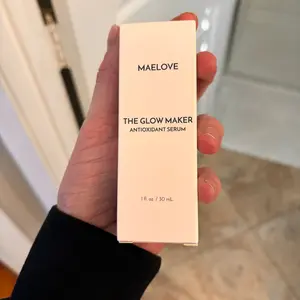 MAELOVE
THE GLOW MAKER
ANTIOXIDANT SERUM
1 fl oz / 30 mL